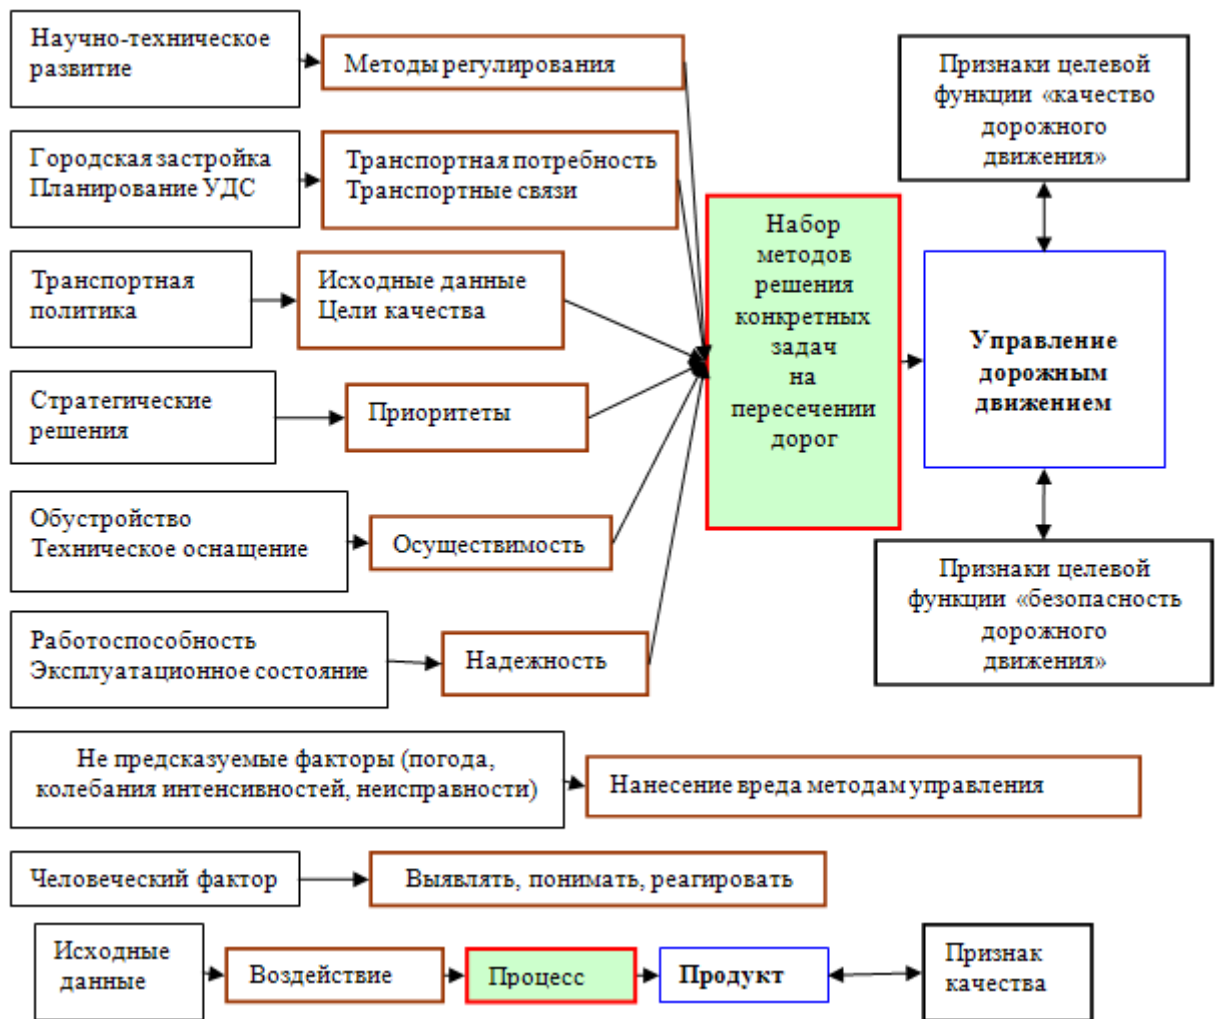 Научно-техническое
развитие
Методы регулирования
Признаки целевой
функции «качество
дорожного
движения»
Городская застройка
Планирование УДС
Транспортная потребность
Транспортные связи
Набор
методов
решения
конкретных
задач
на
пересечении
дорог
Транспортная
политика
Исходные данные
Цели качества
Управление
дорожным
движением
Стратегические
решения
Приоритеты
Обустройство
Техническое оснащение
Осуществимость
Признаки целевой
функции «безопасность
дорожного
движения»
Работоспособность
Эксплуатационное состояние
Надежность
Не предсказуемые факторы (погода,
колебания интенсивностей, неисправности)
Нанесение вреда методам управления
Человеческий фактор
Выявлять, понимать, реагировать
Исходные
данные
Воздействие
Процесс
Продукт
Признак
качества